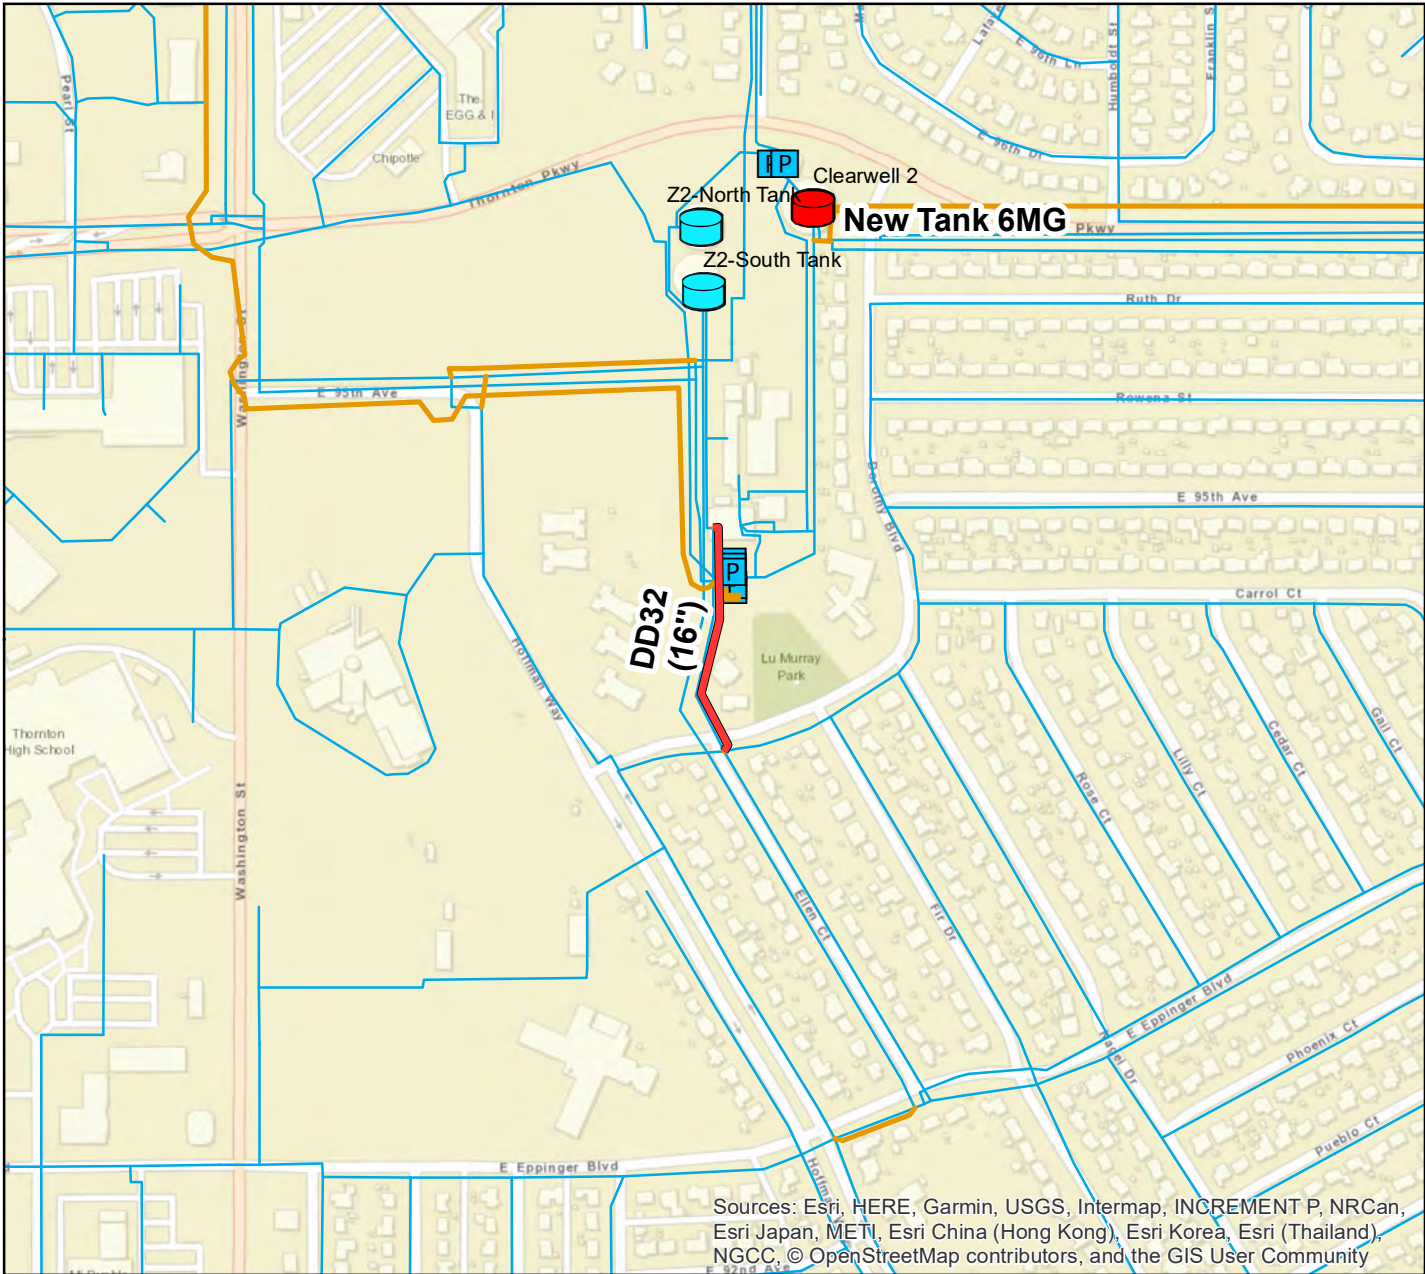 Pearl St
Lafaye
E 96th Ln
Humboldt St
Franklin S
The
EGG & I
Chipotle
E 96th Dr
Thornton Pkwy
P
Clearwell 2
Z2-North Tank
New Tank 6MG
Pkwy
Z2-South Tank
Ruth Dr
Washington St
E 95th Ave
Rowena St
E 95th Ave
Dorothy Blvd
P
Carrol Ct
DD32
(16")
Hoffman Way
Lu Murray
Park
Thornton
High School
Gail Ct
Cedar Ct
Lilly Ct
Rose Ct
Washington St
Ellen Ct
Fir Dr
E Eppinger Blvd
Nagel Dr
Phoenix Ct
Pueblo Ct
E Eppinger Blvd
Hoffman
Sources: Esri, HERE, Garmin, USGS, Intermap, INCREMENT P, NRCan,
Esri Japan, METI, Esri China (Hong Kong), Esri Korea, Esri (Thailand),
NGCC, © OpenStreetMap contributors, and the GIS User Community
E 92nd Ave